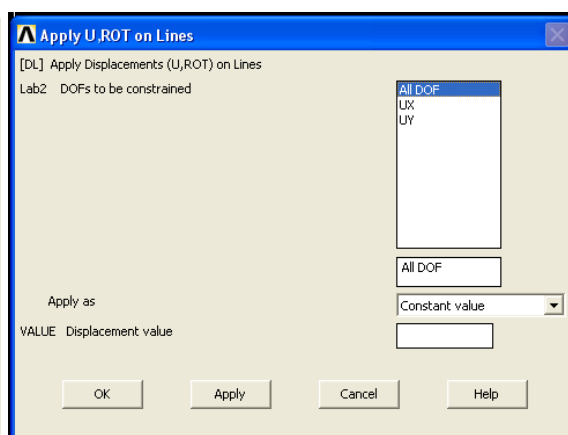 Apply U,ROT on Lines
[DL] Apply Displacements (U,ROT) on Lines
Lab2 DOFs to be constrained
All DOF
UX
UY
All DOF
Apply as Constant value
VALUE Displacement value
OK Apply Cancel Help